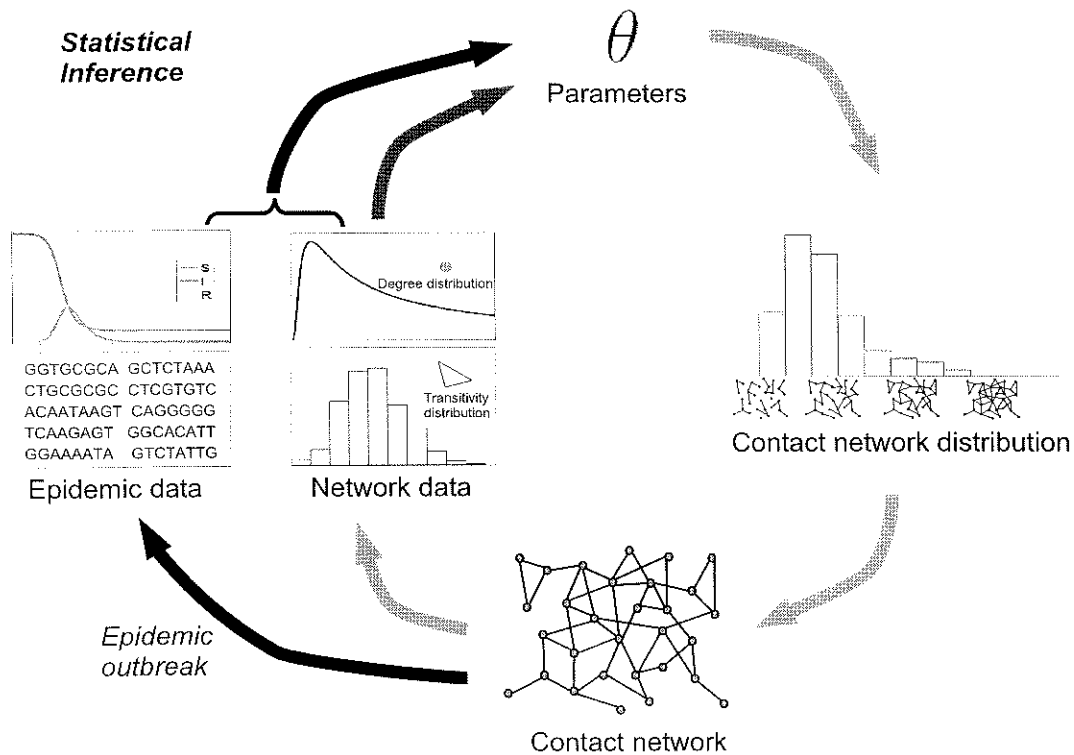 Statistical
Inference
θ
Parameters
S
I
R
Degree distribution
GGTGCGCA GCTCTAAA
CTGCGCGC CTCGTGTC
ACAATAAGT CAGGGGG
TCAAGAGT GGCACATT
GGAAAATA GTCTATTG
Transitivity
distribution
Epidemic data
Network data
Contact network distribution
Epidemic
outbreak
Contact network